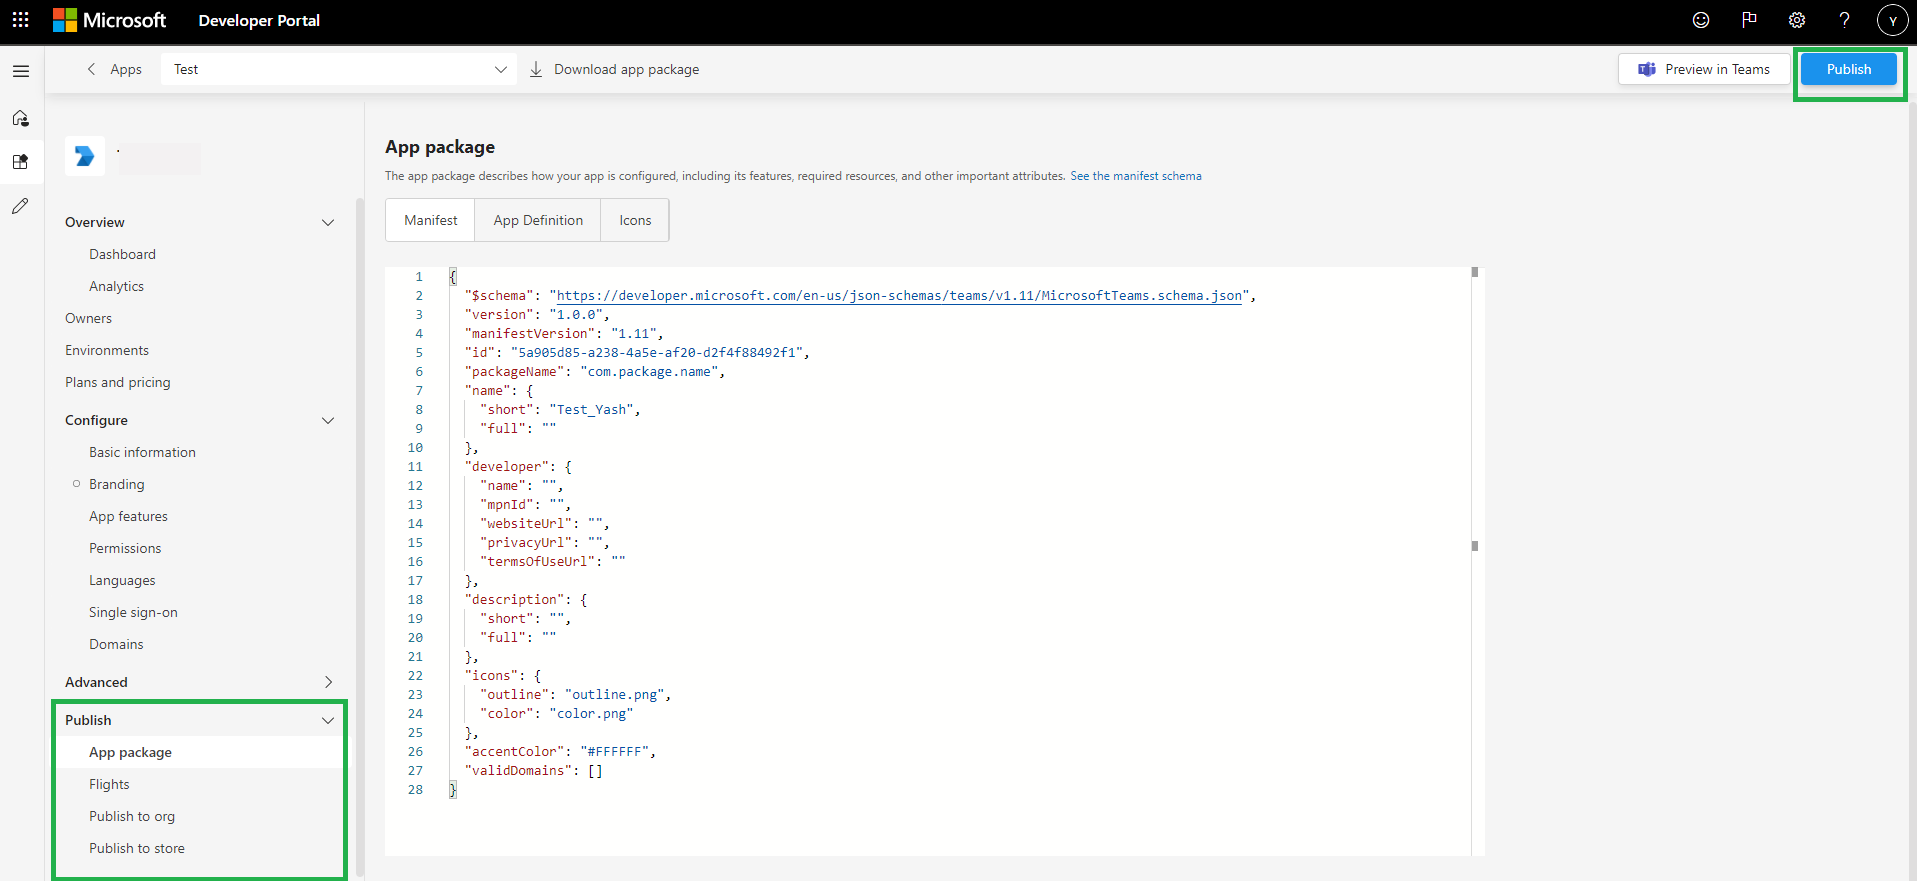 Microsoft Developer Portal
Y
Apps Test Download app package Preview in Teams Publish
Overview
Dashboard
Analytics
Owners
Environments
Plans and pricing
Configure
Basic information
Branding
App features
Permissions
Languages
Single sign-on
Domains
Advanced
Publish
App package
Flights
Publish to org
Publish to store
App package
The app package describes how your app is configured, including its features, required resources, and other important attributes. See the manifest schema
Manifest App Definition Icons
1 {
2 "$schema": "https://developer.microsoft.com/en-us/json-schemas/teams/v1.11/MicrosoftTeams.schema.json",
3 "version": "1.0.0",
4 "manifestVersion": "1.11",
5 "id": "5a905d85-a238-4a5e-af20-d2f4f88492f1",
6 "packageName": "com.package.name",
7 "name": {
8 "short": "Test_Yash",
9 "full": ""
10 },
11 "developer": {
12 "name": "",
13 "mpnId": "",
14 "websiteUrl": "",
15 "privacyUrl": "",
16 "termsOfUseUrl": ""
17 },
18 "description": {
19 "short": "",
20 "full": ""
21 },
22 "icons": {
23 "outline": "outline.png",
24 "color": "color.png"
25 },
26 "accentColor": "#FFFFFF",
27 "validDomains": []
28 }